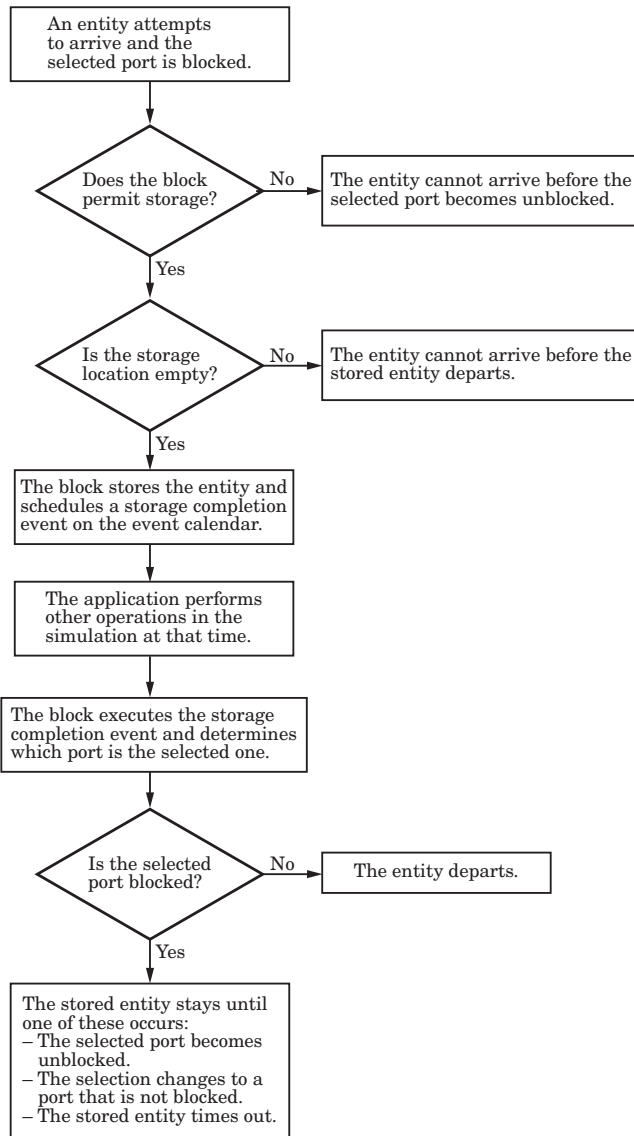 An entity attempts
to arrive and the
selected port is blocked.
Does the block
permit storage?
No
The entity cannot arrive before the
selected port becomes unblocked.
Yes
Is the storage
location empty?
No
The entity cannot arrive before the
stored entity departs.
Yes
The block stores the entity and
schedules a storage completion
event on the event calendar.
The application performs
other operations in the
simulation at that time.
The block executes the storage
completion event and determines
which port is the selected one.
Is the selected
port blocked?
No
The entity departs.
Yes
The stored entity stays until
one of these occurs:
– The selected port becomes
unblocked.
– The selection changes to a
port that is not blocked.
– The stored entity times out.